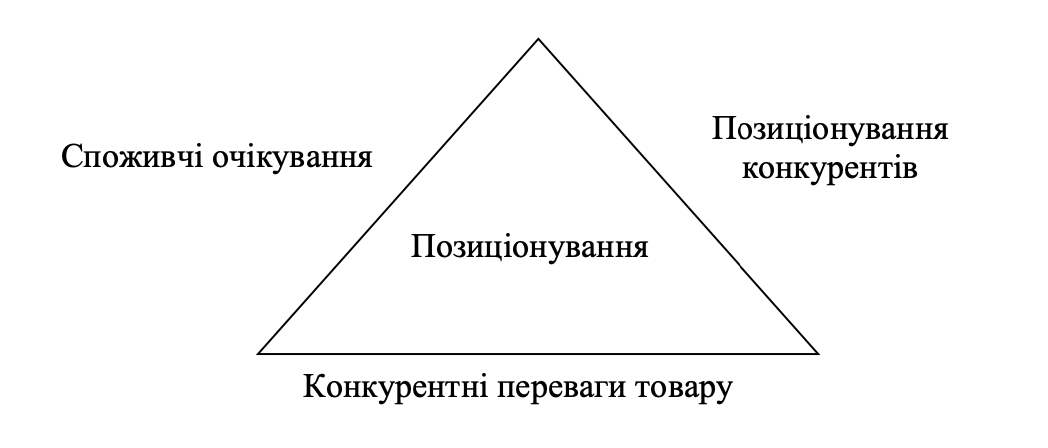 Споживчі очікування
Позиціонування
конкурентів
Позиціонування
Конкурентні переваги товару